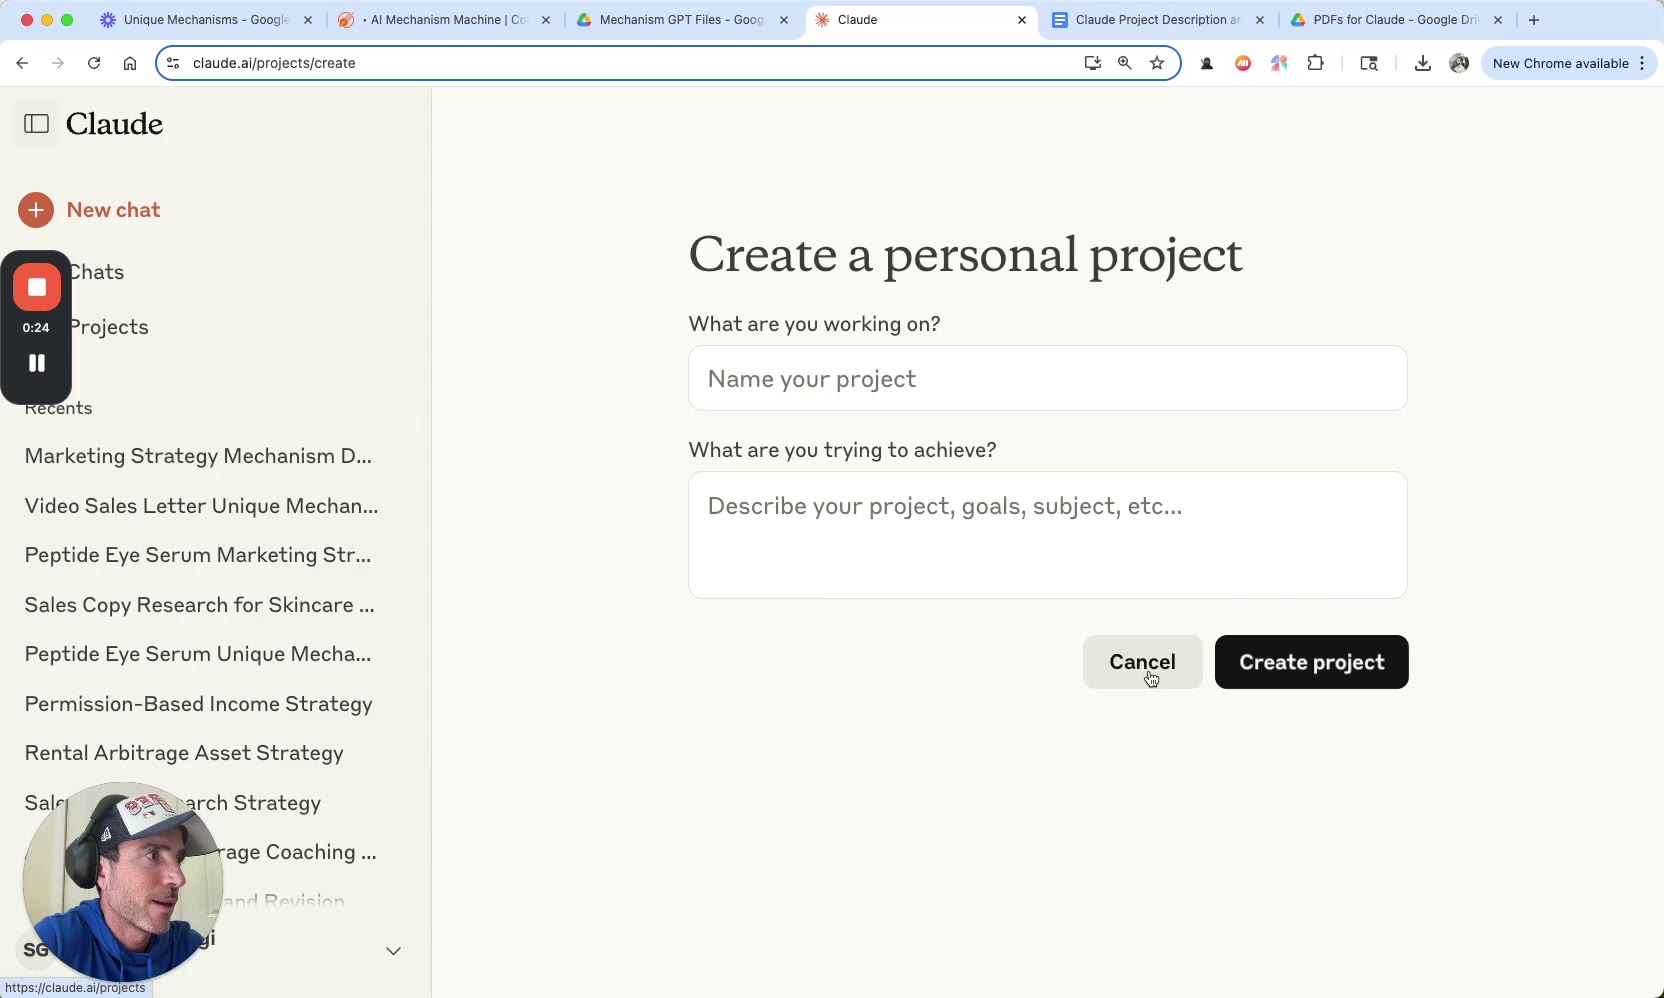 Unique Mechanisms - Google
• AI Mechanism Machine | Co
Mechanism GPT Files - Goog
Claude
Claude Project Description an
PDFs for Claude - Google Dri
claude.ai/projects/create
New Chrome available
Claude
New chat
Chats
Projects
0:24
Recents
Marketing Strategy Mechanism D...
Video Sales Letter Unique Mechan...
Peptide Eye Serum Marketing Str...
Sales Copy Research for Skincare ...
Peptide Eye Serum Unique Mecha...
Permission-Based Income Strategy
Rental Arbitrage Asset Strategy
Strategy
Coaching ...
and Revision
SG
https://claude.ai/projects
Create a personal project
What are you working on?
Name your project
What are you trying to achieve?
Describe your project, goals, subject, etc...
Cancel
Create project